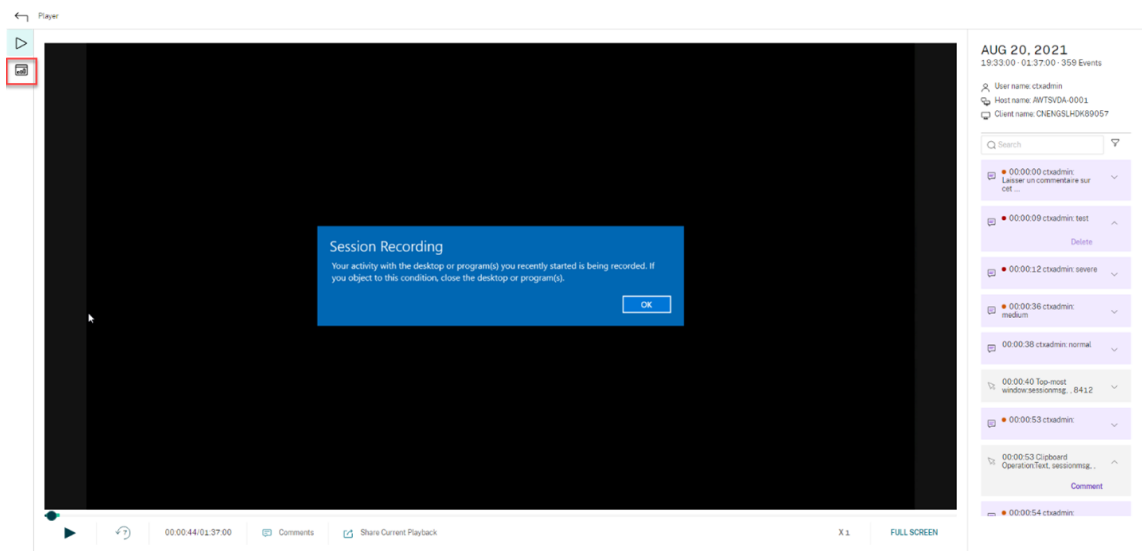 Player
AUG 20, 2021
19:33:00 - 01:37:00 - 359 Events
User name: ctxadmin
Host name: AWTSVDA-0001
Client name: CNENGSLHDK89057
Search
00:00:00 ctxadmin:
Laisser un commentaire sur
cet ...
00:00:09 ctxadmin: test
Delete
00:00:12 ctxadmin: severe
00:00:36 ctxadmin:
medium
00:00:38 ctxadmin: normal
00:00:40 Top-most
window:sessionmsg, , 8412
00:00:53 ctxadmin:
00:00:53 Clipboard
Operation:Text, sessionmsg, .
Comment
00:00:54 ctxadmin:
Session Recording
Your activity with the desktop or program(s) you recently started is being recorded. If
you object to this condition, close the desktop or program(s).
OK
7
00:00:44/01:37:00
Comments
Share Current Playback
X 1
FULL SCREEN